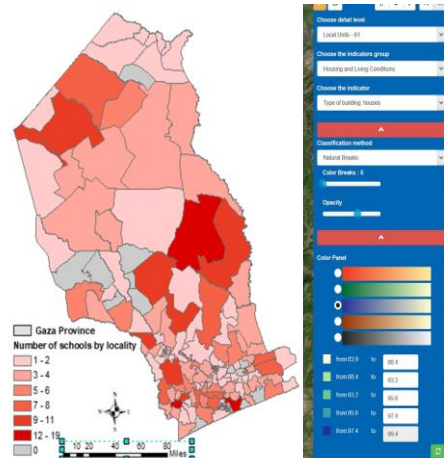 Gaza Province
Number of schools by locality
1 - 2
3 - 4
5 - 6
7 - 8
9 - 11
12 - 19
0
N
W
E
S
0
20
40
60
80
Miles
Choose detail level
Local Units - 61
Choose the indicators group
Housing and Living Conditions
Choose the indicator
Type of building: houses
Classification method
Natural Breaks
Color Breaks : 5
Opacity
Color Panel
from 83.9 to 88.4
from 88.4 to 93.2
from 93.2 to 95.6
from 95.6 to 97.4
from 97.4 to 99.4